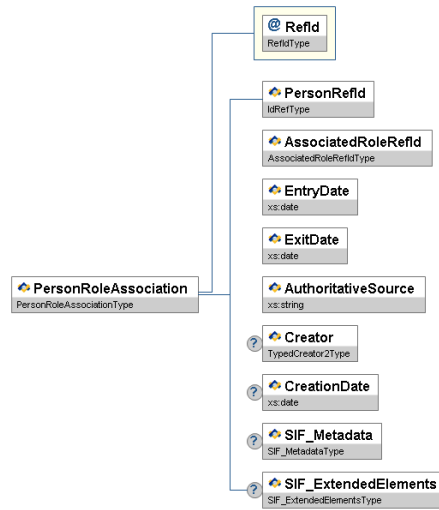 @ RefId
RefIdType
PersonRefId
IdRefType
AssociatedRoleRefId
AssociatedRoleRefIdType
EntryDate
xs:date
ExitDate
xs:date
PersonRoleAssociation
PersonRoleAssociationType
AuthoritativeSource
xs:string
? Creator
TypedCreator2Type
? CreationDate
xs:date
? SIF_Metadata
SIF_MetadataType
? SIF_ExtendedElements
SIF_ExtendedElementsType